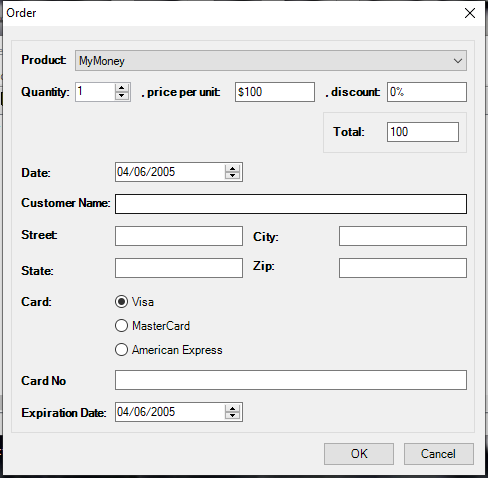 Order
Product: MyMoney
Quantity: 1 , price per unit: $100 , discount: 0%
Total: 100
Date: 04/06/2005
Customer Name:
Street: City:
State: Zip:
Card: Visa
MasterCard
American Express
Card No
Expiration Date: 04/06/2005
OK Cancel